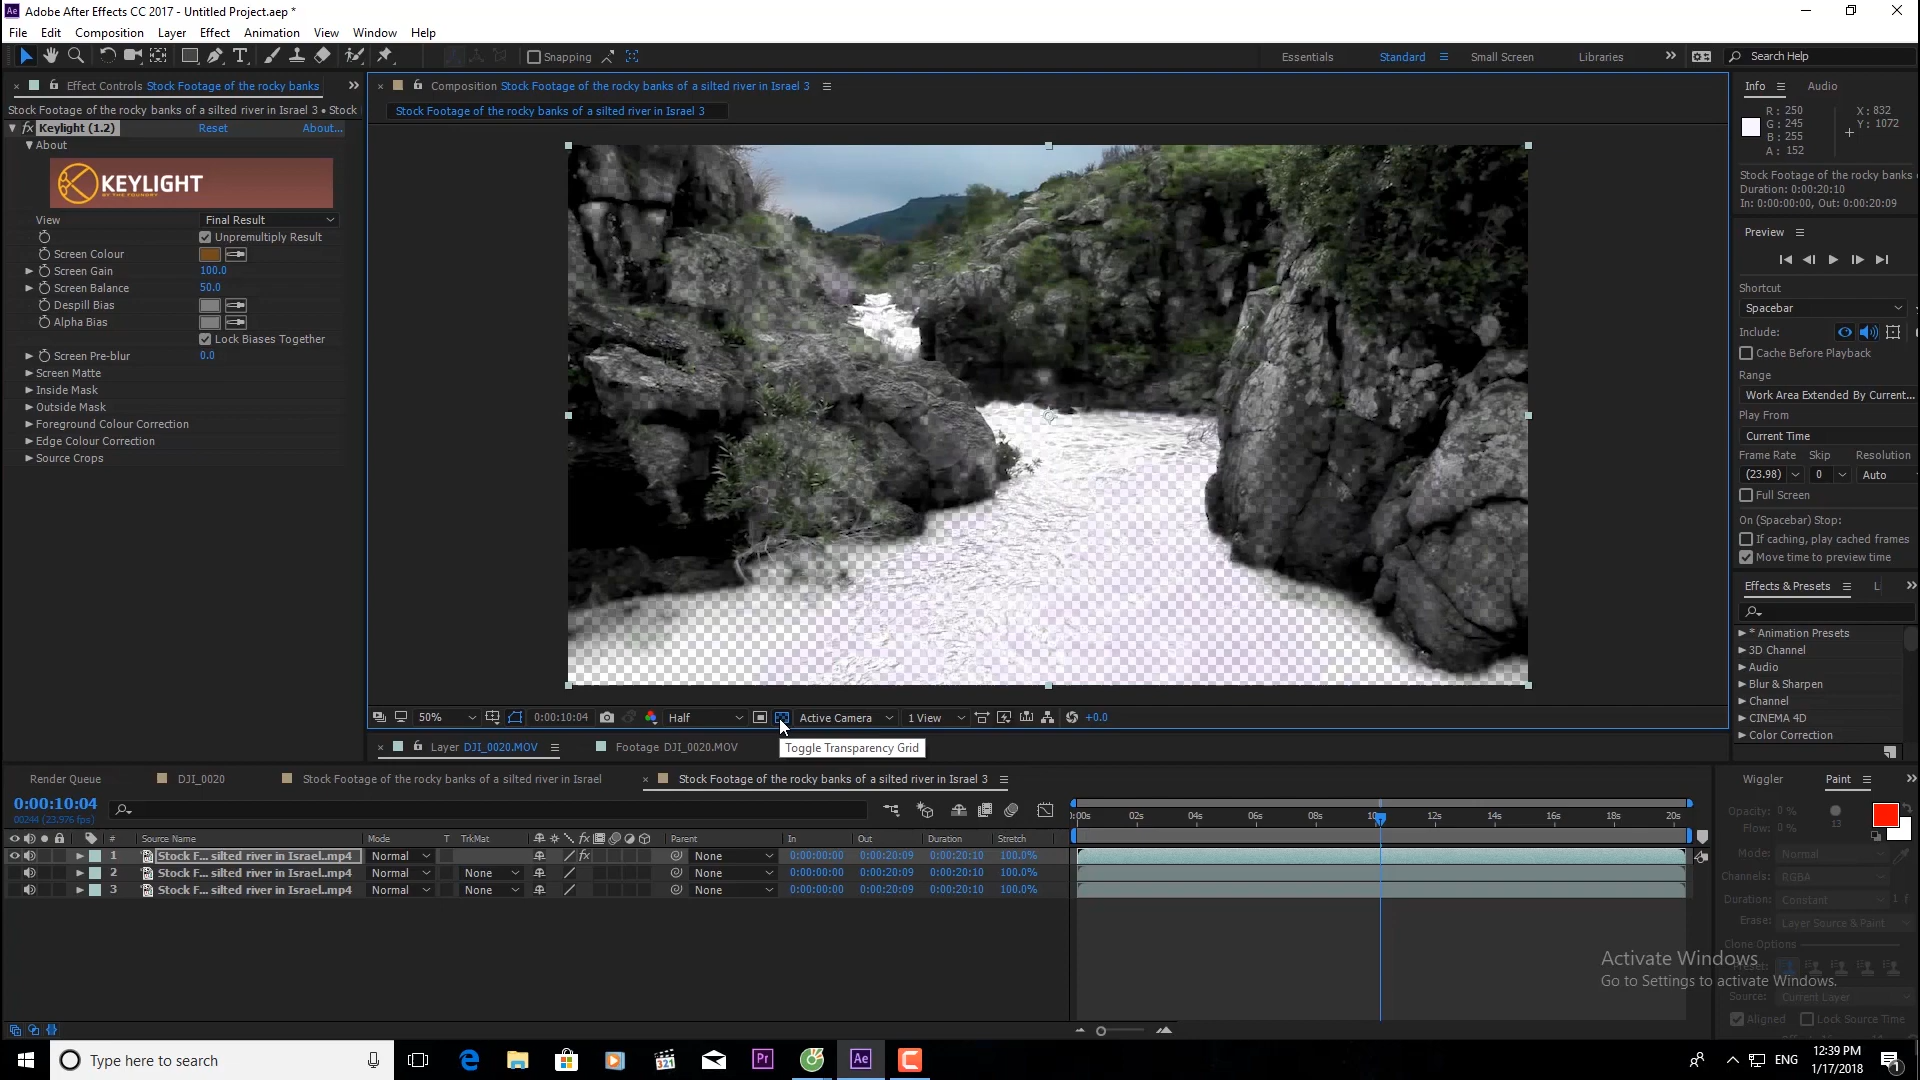 Adobe After Effects CC 2017 - Untitled Project.aep *
File Edit Composition Layer Effect Animation View Window Help
Snapping
Essentials Standard Small Screen Libraries Search Help
Effect Controls Stock Footage of the rocky banks
Stock Footage of the rocky banks of a silted river in Israel 3 • Stock
fx Keylight (1.2) Reset About...
About
KEYLIGHT
BY THE FOUNDRY
View Final Result
Unpremultiply Result
Screen Colour
Screen Gain 100.0
Screen Balance 50.0
Despill Bias
Alpha Bias
Lock Biases Together
Screen Pre-blur 0.0
Screen Matte
Inside Mask
Outside Mask
Foreground Colour Correction
Edge Colour Correction
Source Crops
Composition Stock Footage of the rocky banks of a silted river in Israel 3
Stock Footage of the rocky banks of a silted river in Israel 3
50% 0:00:10:04 Half Active Camera 1 View +0.0
Toggle Transparency Grid
Layer DJI_0020.MOV Footage DJI_0020.MOV
Info Audio
R: 250 X: 832
G: 245 Y: 1072
B: 255
A: 152
Stock Footage of the rocky banks
Duration: 0:00:20:10
In: 0:00:00:00, Out: 0:00:20:09
Preview
Shortcut
Spacebar
Include:
Cache Before Playback
Range
Work Area Extended By Current...
Play From
Current Time
Frame Rate Skip Resolution
(23.98) 0 Auto
Full Screen
On (Spacebar) Stop:
If caching, play cached frames
Move time to preview time
Effects & Presets
* Animation Presets
3D Channel
Audio
Blur & Sharpen
Channel
CINEMA 4D
Color Correction
Render Queue DJI_0020 Stock Footage of the rocky banks of a silted river in Israel Stock Footage of the rocky banks of a silted river in Israel 3
0:00:10:04
00244 (23.976 fps)
# Source Name Mode T TrkMat Parent In Out Duration Stretch
1 Stock F... silted river in Israel..mp4 Normal None 0:00:00:00 0:00:20:09 0:00:20:10 100.0%
2 Stock F... silted river in Israel..mp4 Normal None None 0:00:00:00 0:00:20:09 0:00:20:10 100.0%
3 Stock F... silted river in Israel..mp4 Normal None None 0:00:00:00 0:00:20:09 0:00:20:10 100.0%
02s 04s 06s 08s 12s 14s 16s 18s 20s
Wiggler Paint
Opacity: 0 %
Flow: 0 % 13
Mode: Normal
Channels: RGBA
Duration: Constant 1 f
Erase: Layer Source & Paint
Clone Options
Preset:
Source: Current Layer
Aligned Lock Source Time
Activate Windows
Go to Settings to activate Windows.
Type here to search
321 Pr Ae ENG
12:39 PM
1/17/2018
1